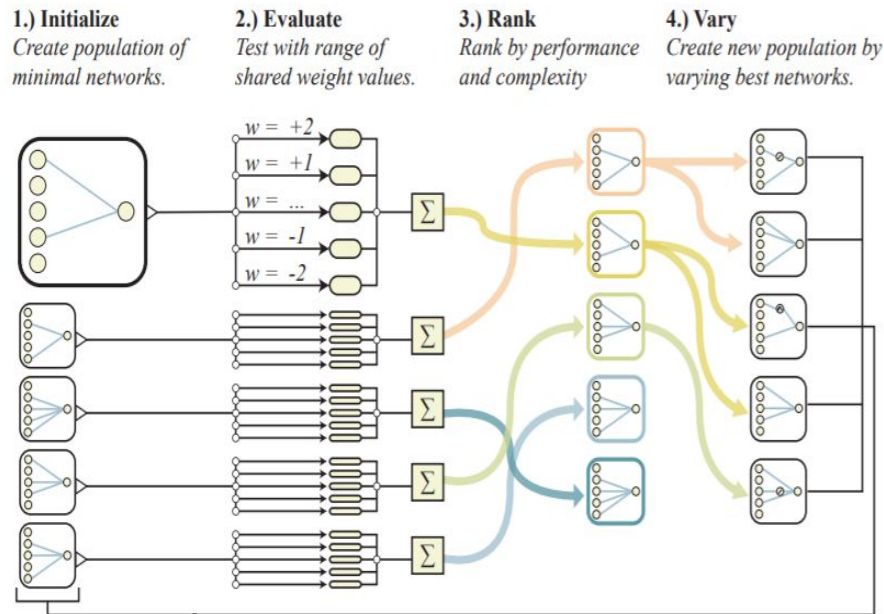 1.) Initialize
Create population of
minimal networks.
2.) Evaluate
Test with range of
shared weight values.
3.) Rank
Rank by performance
and complexity
4.) Vary
Create new population by
varying best networks.
w = +2
w = +1
w = ...
w = -1
w = -2
Σ
Σ
Σ
Σ
Σ